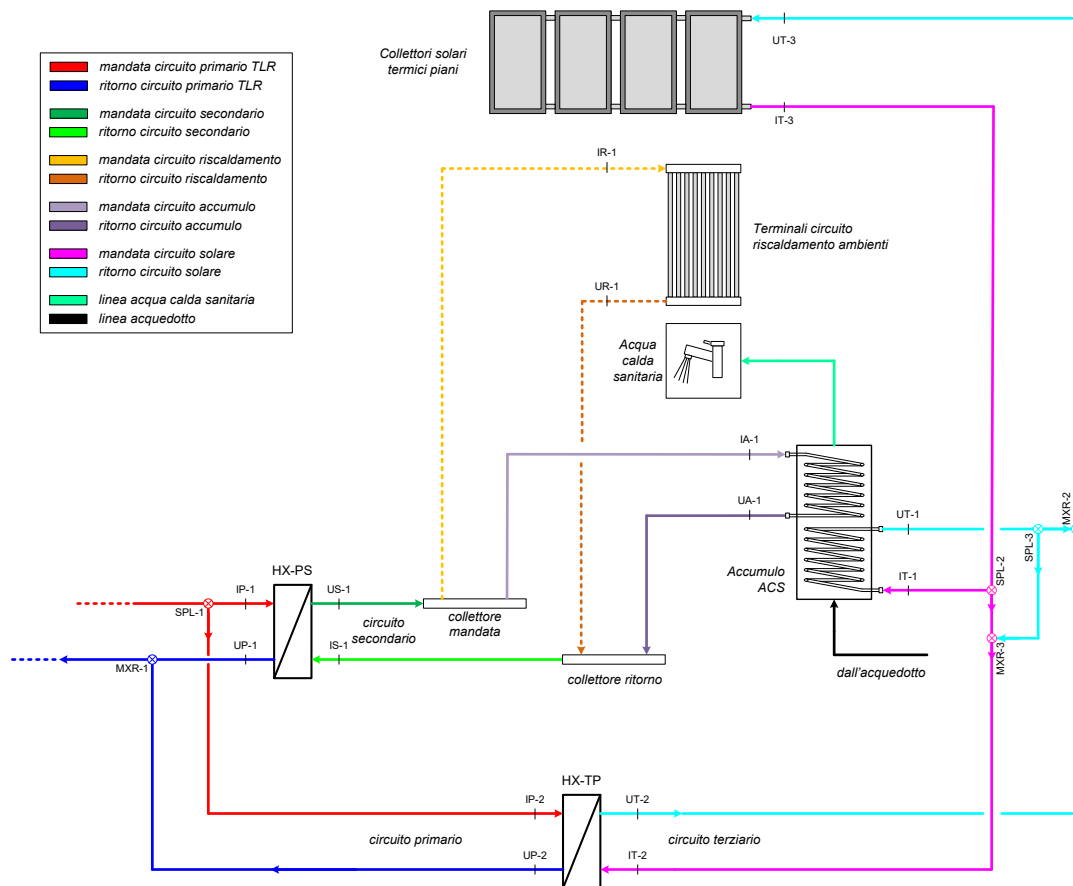 Collettori solari
termici piani
UT-3
IT-3
mandata circuito primario TLR
ritorno circuito primario TLR
mandata circuito secondario
ritorno circuito secondario
mandata circuito riscaldamento
ritorno circuito riscaldamento
mandata circuito accumulo
ritorno circuito accumulo
mandata circuito solare
ritorno circuito solare
linea acqua calda sanitaria
linea acquedotto
IR-1
Terminali circuito
riscaldamento ambienti
UR-1
Acqua
calda
sanitaria
IA-1
UA-1
UT-1
SPL-3
MXR-2
IT-1
SPL-2
MXR-3
Accumulo
ACS
dall'acquedotto
HX-PS
IP-1
SPL-1
US-1
circuito
secondario
collettore
mandata
UP-1
MXR-1
IS-1
collettore ritorno
HX-TP
IP-2
UT-2
circuito primario
circuito terziario
UP-2
IT-2